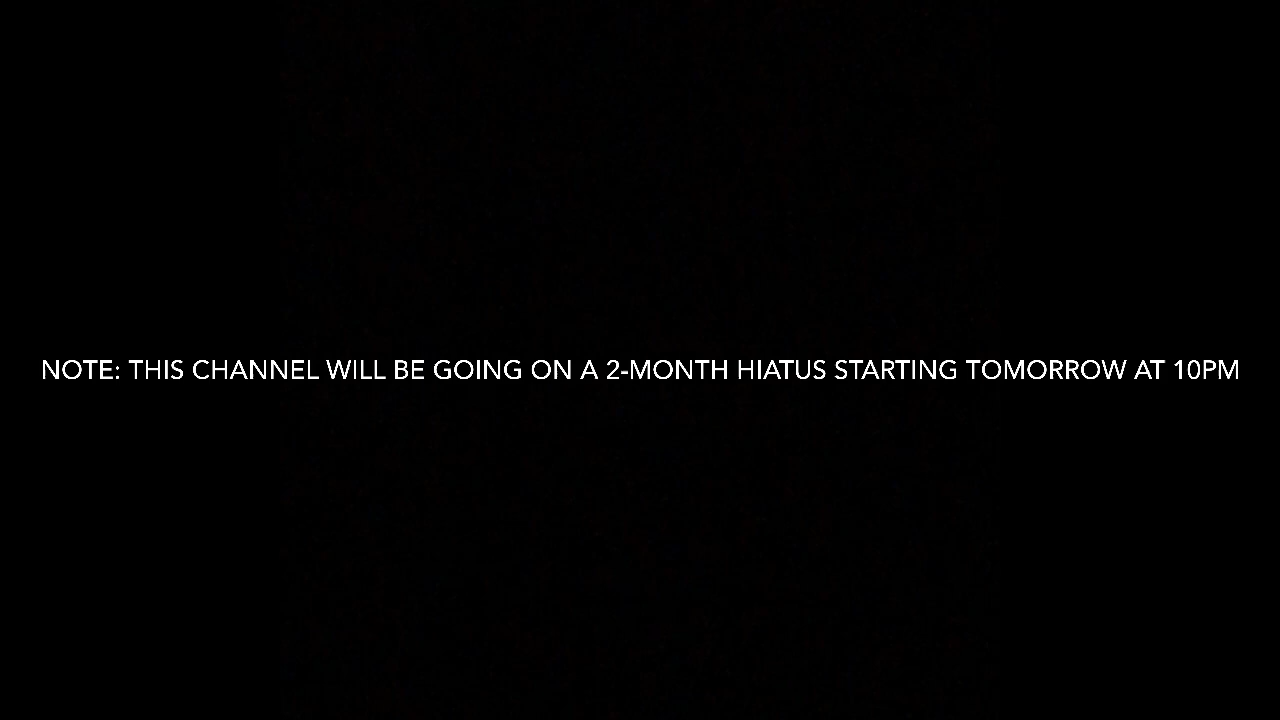 NOTE: THIS CHANNEL WILL BE GOING ON A 2-MONTH HIATUS STARTING TOMORROW AT 10PM